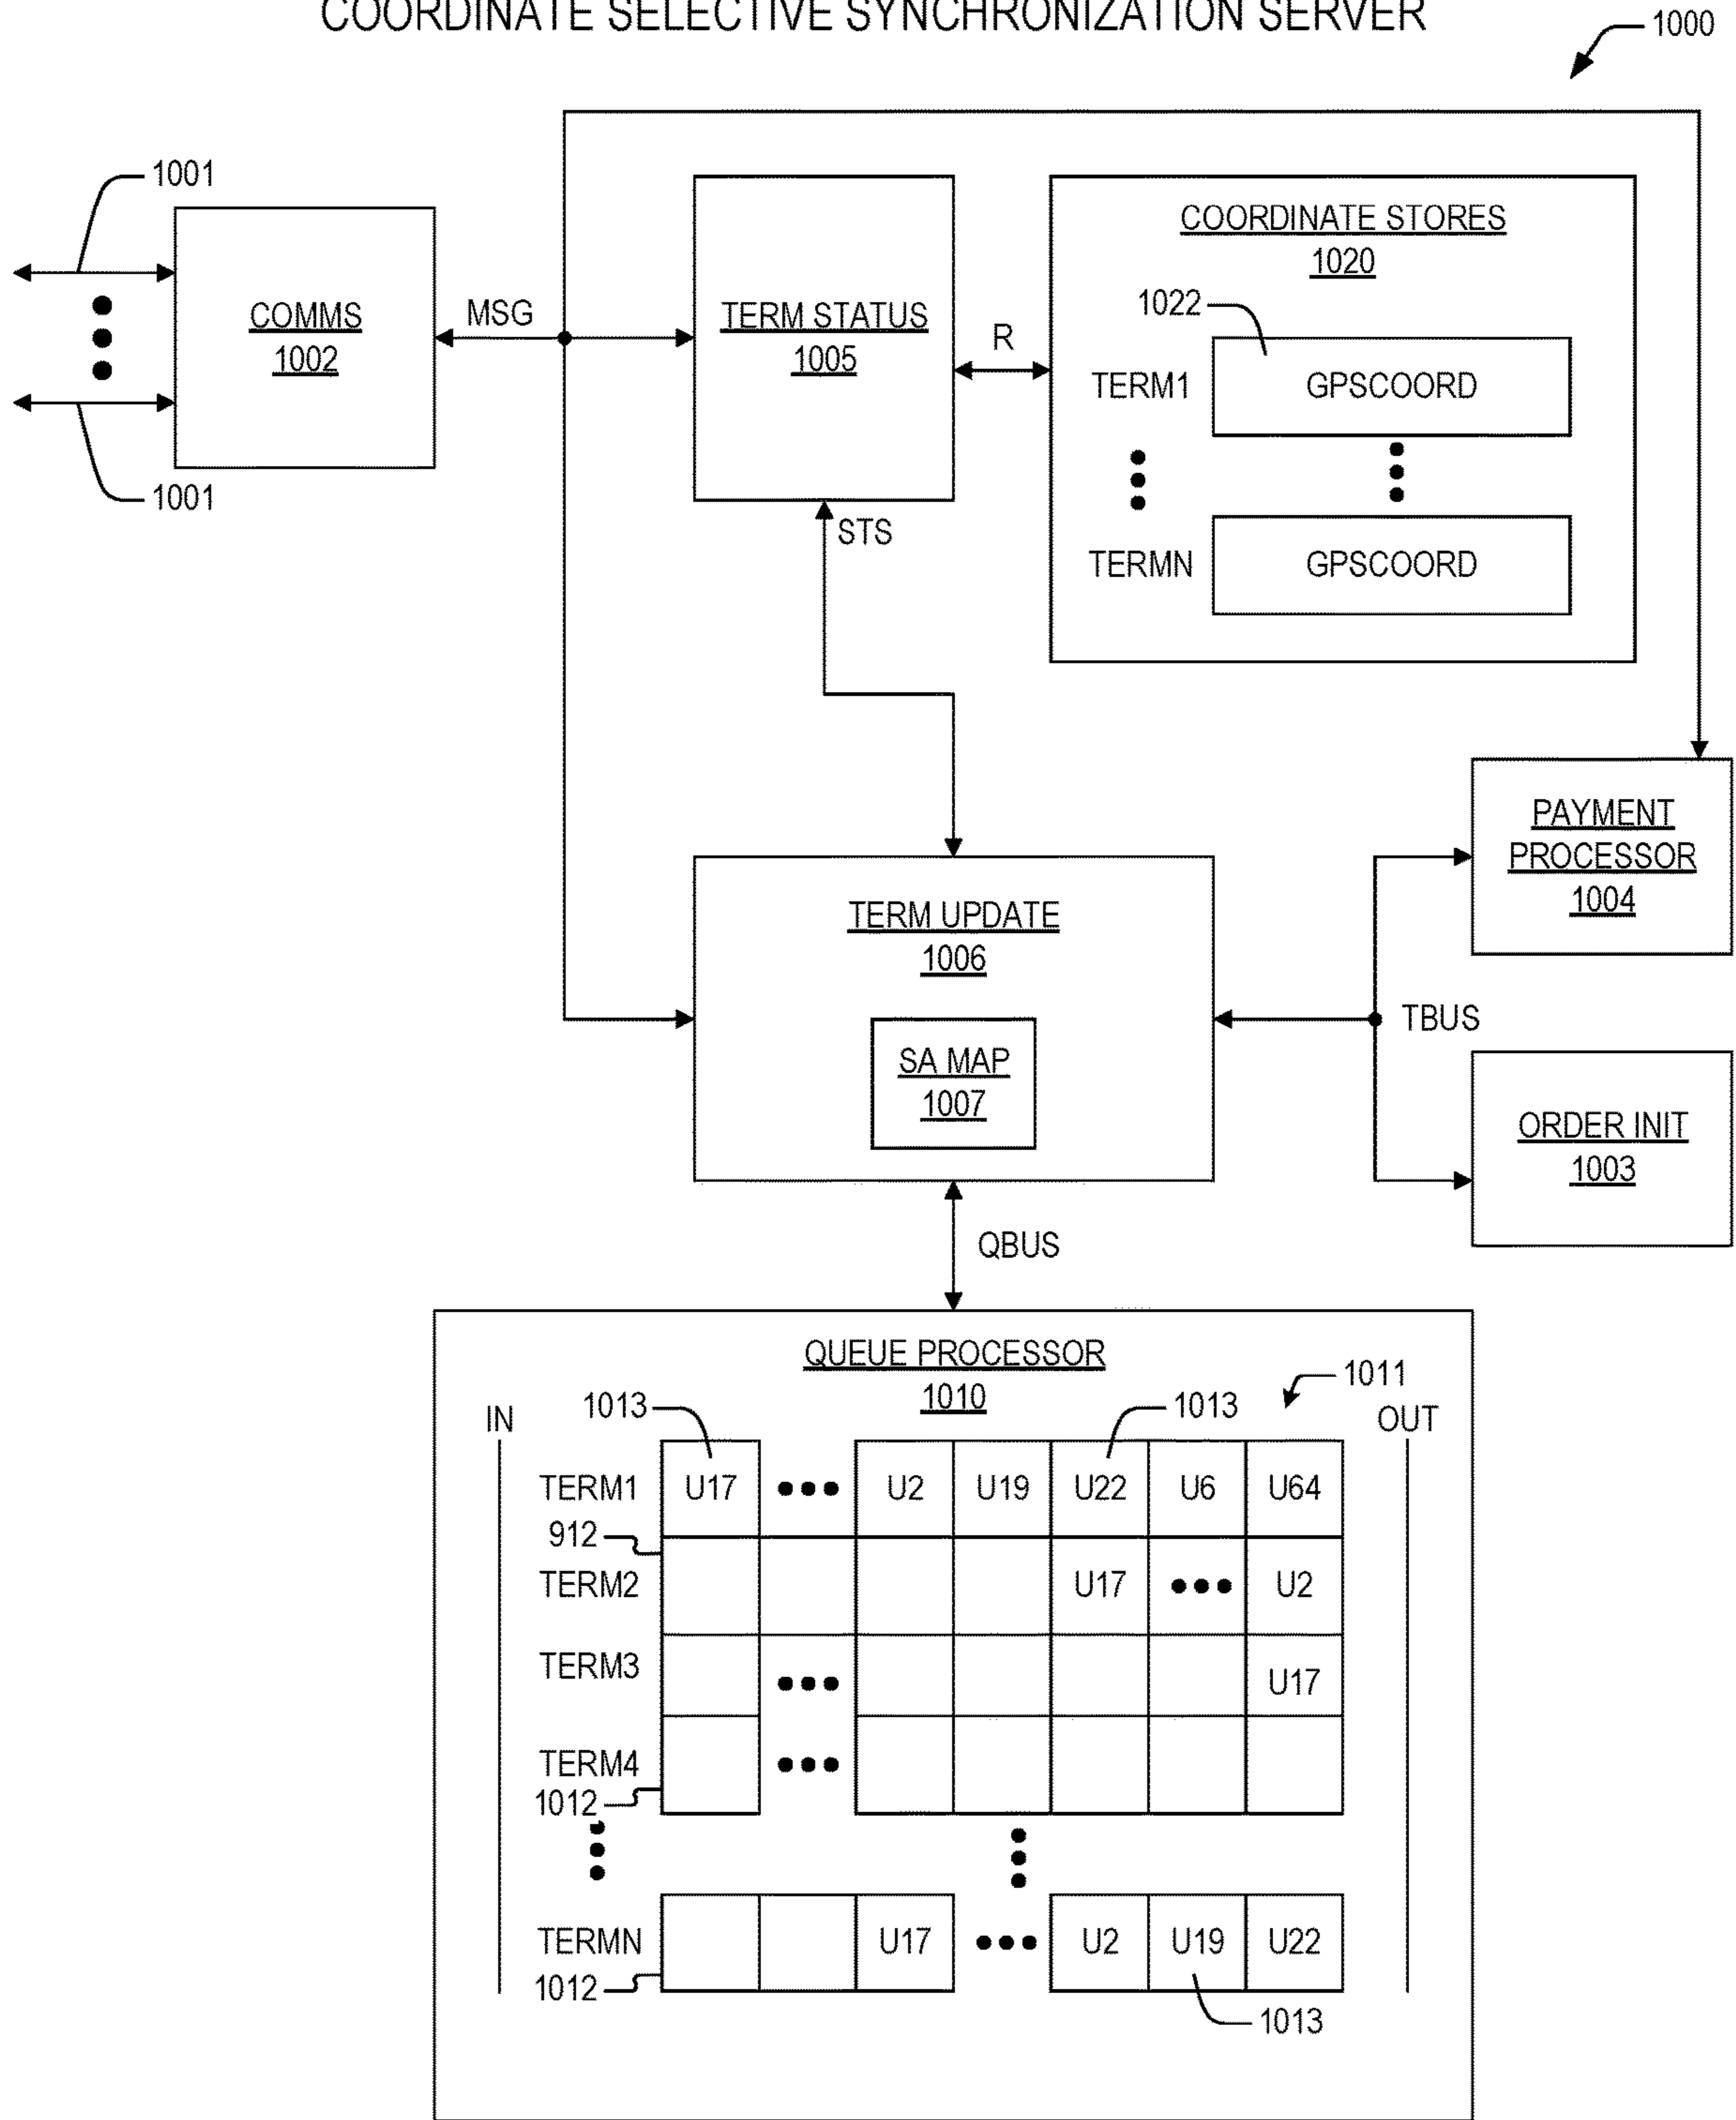 COORDINATE SELECTIVE SYNCHRONIZATION SERVER
1000
1001
COMMS
1002
1001
MSG
TERM STATUS
1005
R
COORDINATE STORES
1020
1022
TERM1
GPSCOORD
TERMN
GPSCOORD
STS
PAYMENT
PROCESSOR
1004
TERM UPDATE
1006
SA MAP
1007
TBUS
ORDER INIT
1003
QBUS
QUEUE PROCESSOR
1010
1011
1013
1013
IN
OUT
TERM1 U17 U2 U19 U22 U6 U64
912
TERM2 U17 U2
TERM3 U17
TERM4
1012
TERMN U17 U2 U19 U22
1012
1013